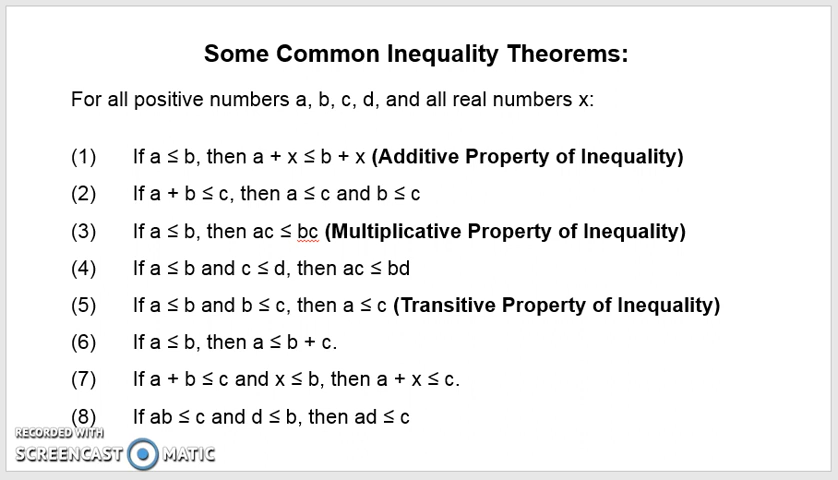 Some Common Inequality Theorems:
For all positive numbers a, b, c, d, and all real numbers x:
(1) If a ≤ b, then a + x ≤ b + x (Additive Property of Inequality)
(2) If a + b ≤ c, then a ≤ c and b ≤ c
(3) If a ≤ b, then ac ≤ bc (Multiplicative Property of Inequality)
(4) If a ≤ b and c ≤ d, then ac ≤ bd
(5) If a ≤ b and b ≤ c, then a ≤ c (Transitive Property of Inequality)
(6) If a ≤ b, then a ≤ b + c.
(7) If a + b ≤ c and x ≤ b, then a + x ≤ c.
(8) If ab ≤ c and d ≤ b, then ad ≤ c
RECORDED WITH
SCREENCAST MATIC